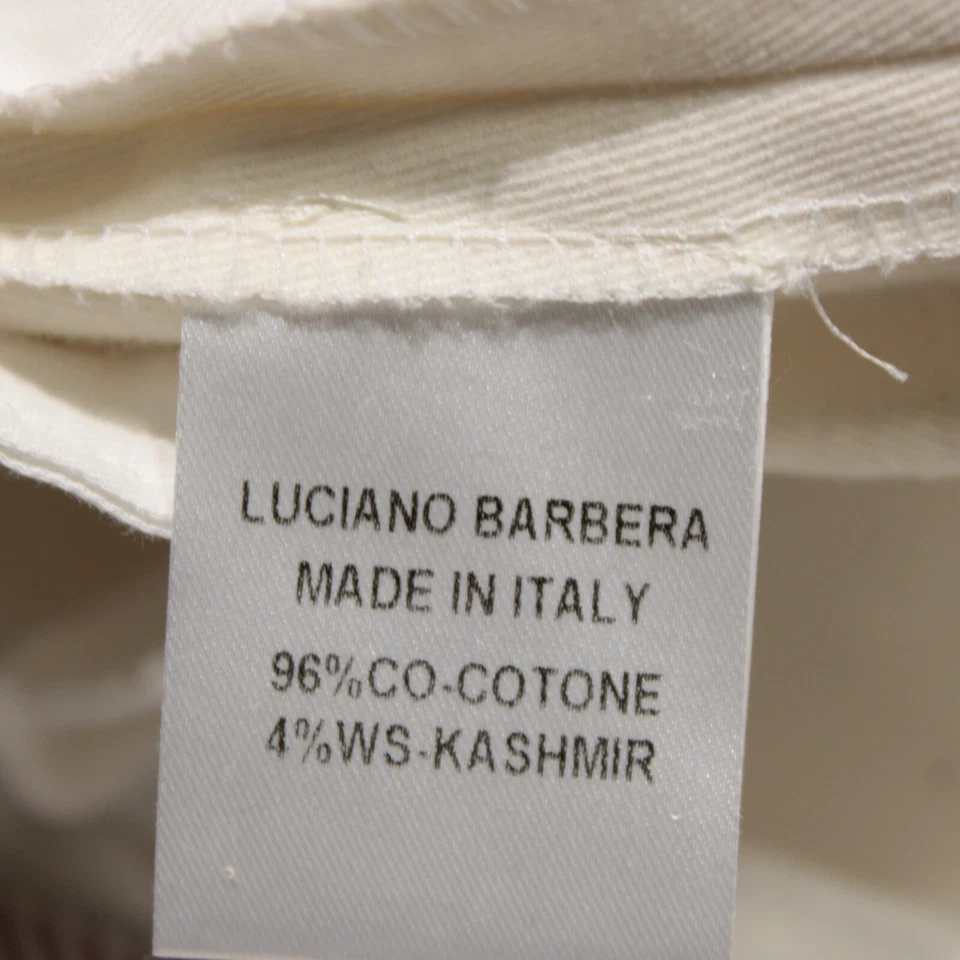 LUCIANO BARBERA
MADE IN ITALY
96%CO-COTONE
4%WS-KASHMIR